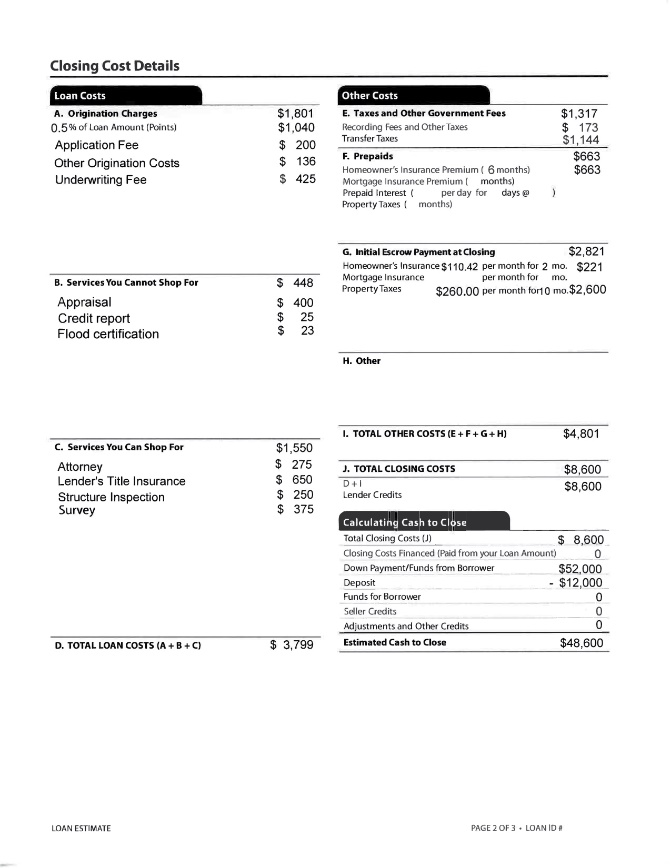 Closing Cost Details
Loan Costs
A. Origination Charges $1,801
0.5% of Loan Amount (Points) $1,040
Application Fee $ 200
Other Origination Costs $ 136
Underwriting Fee $ 425
B. Services You Cannot Shop For $ 448
Appraisal $ 400
Credit report $ 25
Flood certification $ 23
C. Services You Can Shop For $1,550
Attorney $ 275
Lender's Title Insurance $ 650
Structure Inspection $ 250
Survey $ 375
D. TOTAL LOAN COSTS (A + B + C) $ 3,799
Other Costs
E. Taxes and Other Government Fees $1,317
Recording Fees and Other Taxes $ 173
Transfer Taxes $1,144
F. Prepaids $663
Homeowner's Insurance Premium ( 6 months) $663
Mortgage Insurance Premium ( months)
Prepaid Interest ( per day for days @ )
Property Taxes ( months)
G. Initial Escrow Payment at Closing $2,821
Homeowner's Insurance $110.42 per month for 2 mo. $221
Mortgage Insurance per month for mo.
Property Taxes $260.00 per month for10 mo. $2,600
H. Other
I. TOTAL OTHER COSTS (E + F + G + H) $4,801
J. TOTAL CLOSING COSTS $8,600
D + I $8,600
Lender Credits
Calculating Cash to Close
Total Closing Costs (J) $ 8,600
Closing Costs Financed (Paid from your Loan Amount) 0
Down Payment/Funds from Borrower $52,000
Deposit - $12,000
Funds for Borrower 0
Seller Credits 0
Adjustments and Other Credits 0
Estimated Cash to Close $48,600
LOAN ESTIMATE PAGE 2 OF 3 • LOAN ID #